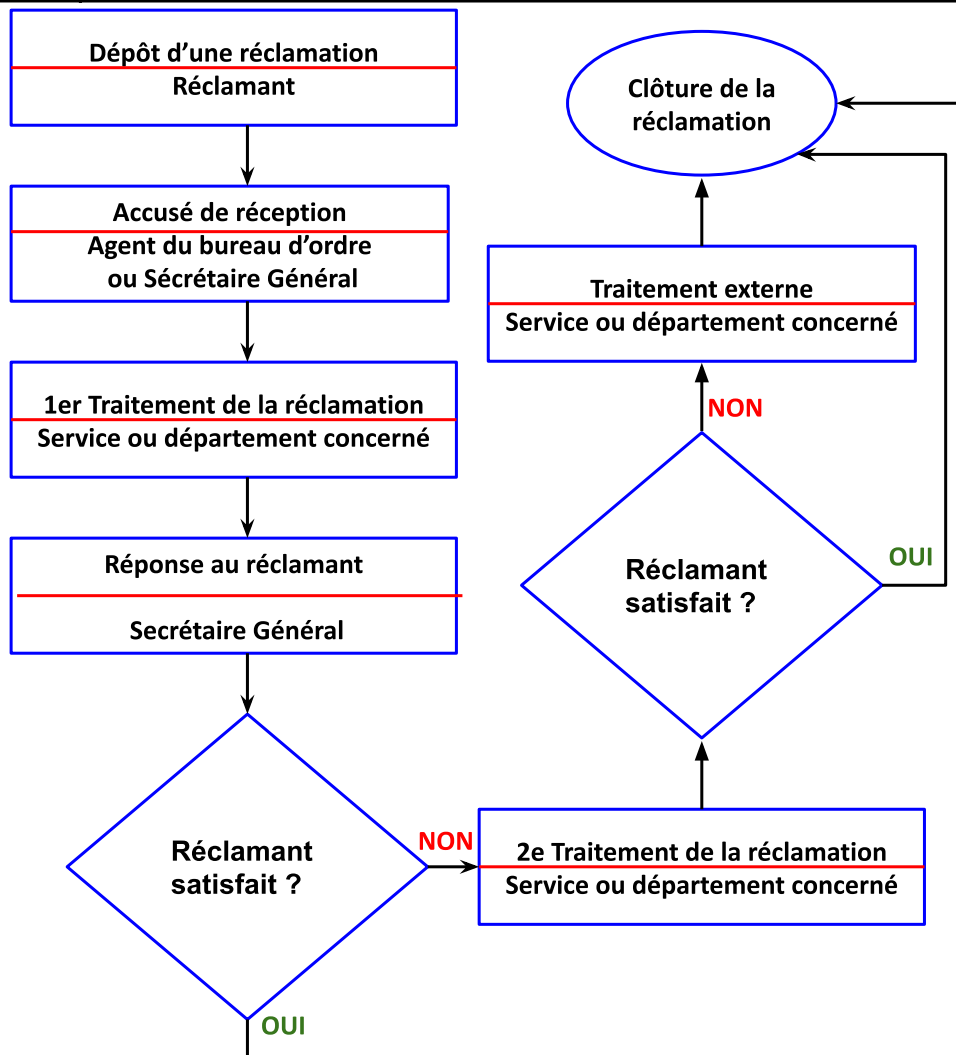 Dépôt d’une réclamation
Réclamant
Accusé de réception
Agent du bureau d’ordre
ou Sécrétaire Général
1er Traitement de la réclamation
Service ou département concerné
Réponse au réclamant
Secrétaire Général
Réclamant
satisfait ?
OUI
NON
2e Traitement de la réclamation
Service ou département concerné
Réclamant
satisfait ?
OUI
NON
Traitement externe
Service ou département concerné
Clôture de la
réclamation